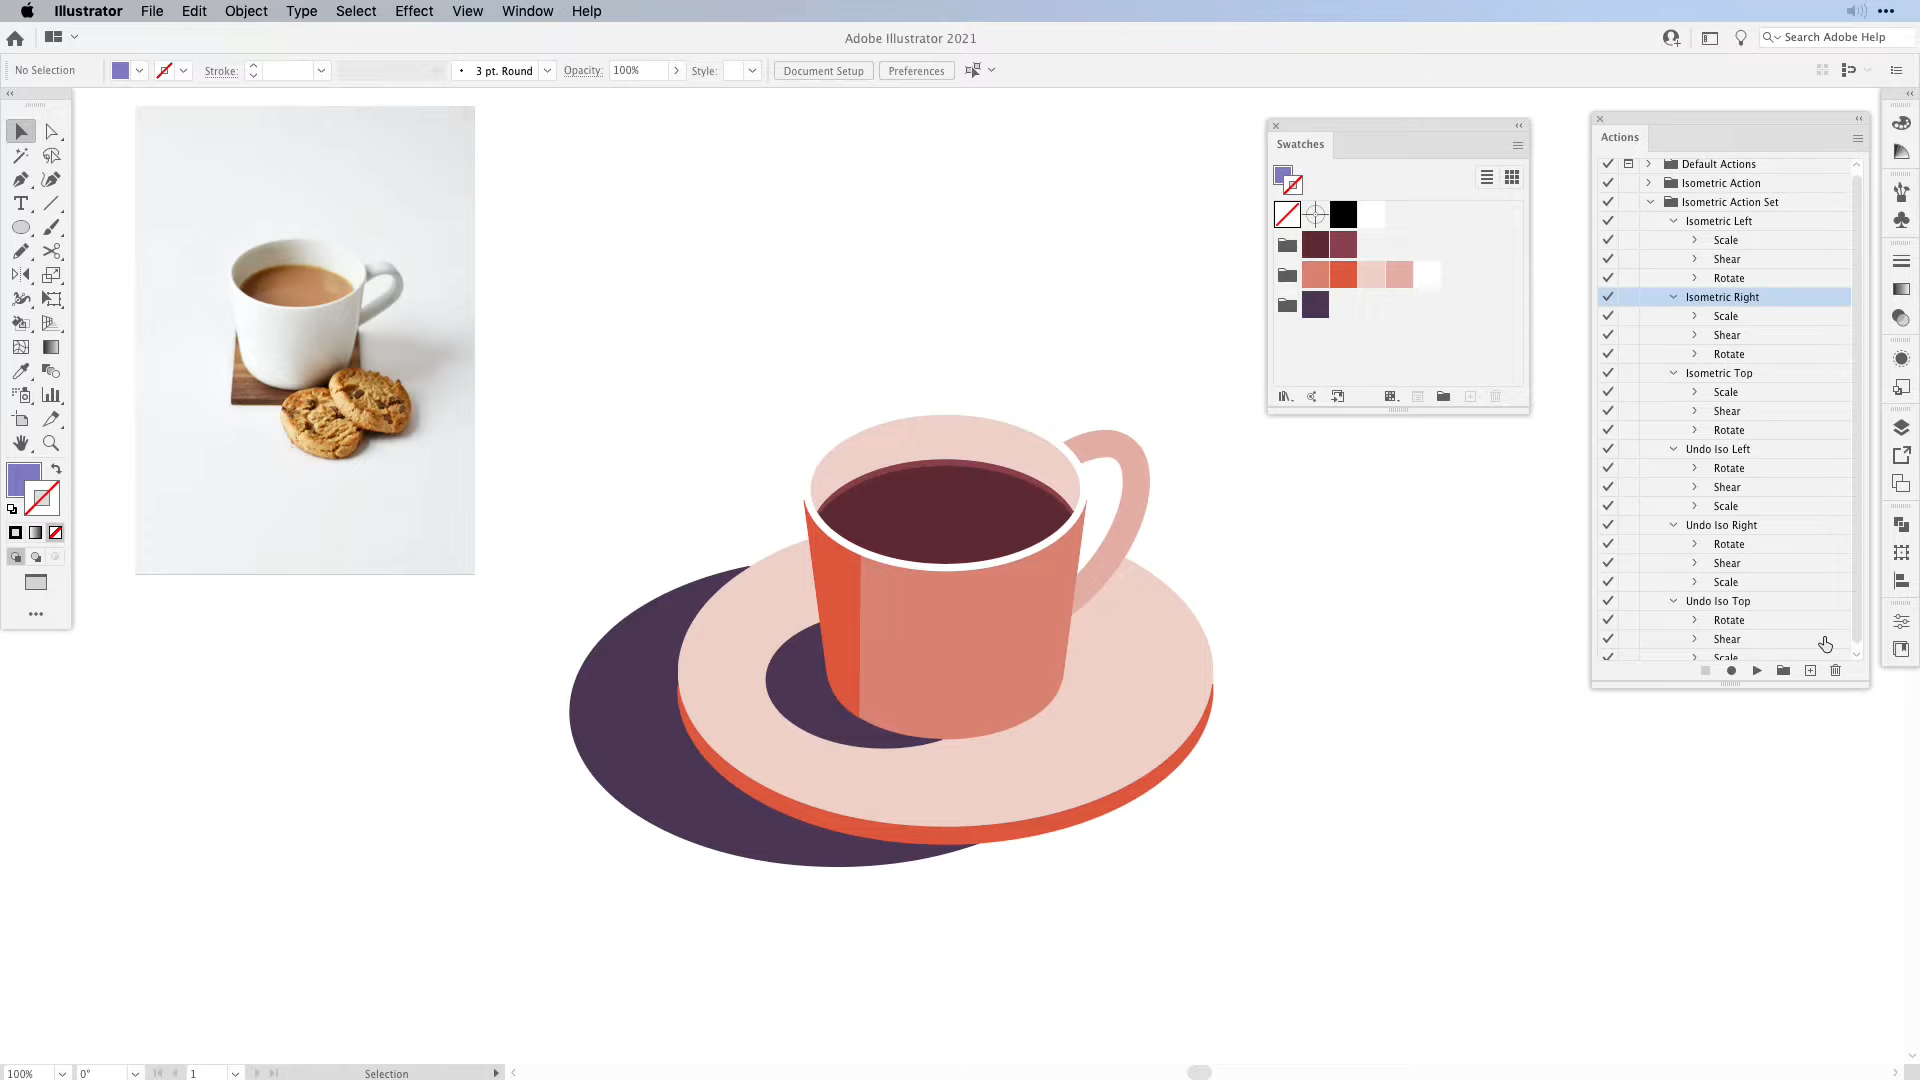 Illustrator File Edit Object Type Select Effect View Window Help
Adobe Illustrator 2021
Search Adobe Help
No Selection
Stroke:
3 pt. Round
Opacity: 100%
Style:
Document Setup
Preferences
Swatches
Actions
Default Actions
Isometric Action
Isometric Action Set
Isometric Left
Scale
Shear
Rotate
Isometric Right
Scale
Shear
Rotate
Isometric Top
Scale
Shear
Rotate
Undo Iso Left
Rotate
Shear
Scale
Undo Iso Right
Rotate
Shear
Scale
Undo Iso Top
Rotate
Shear
Scale
100%
0°
1
Selection